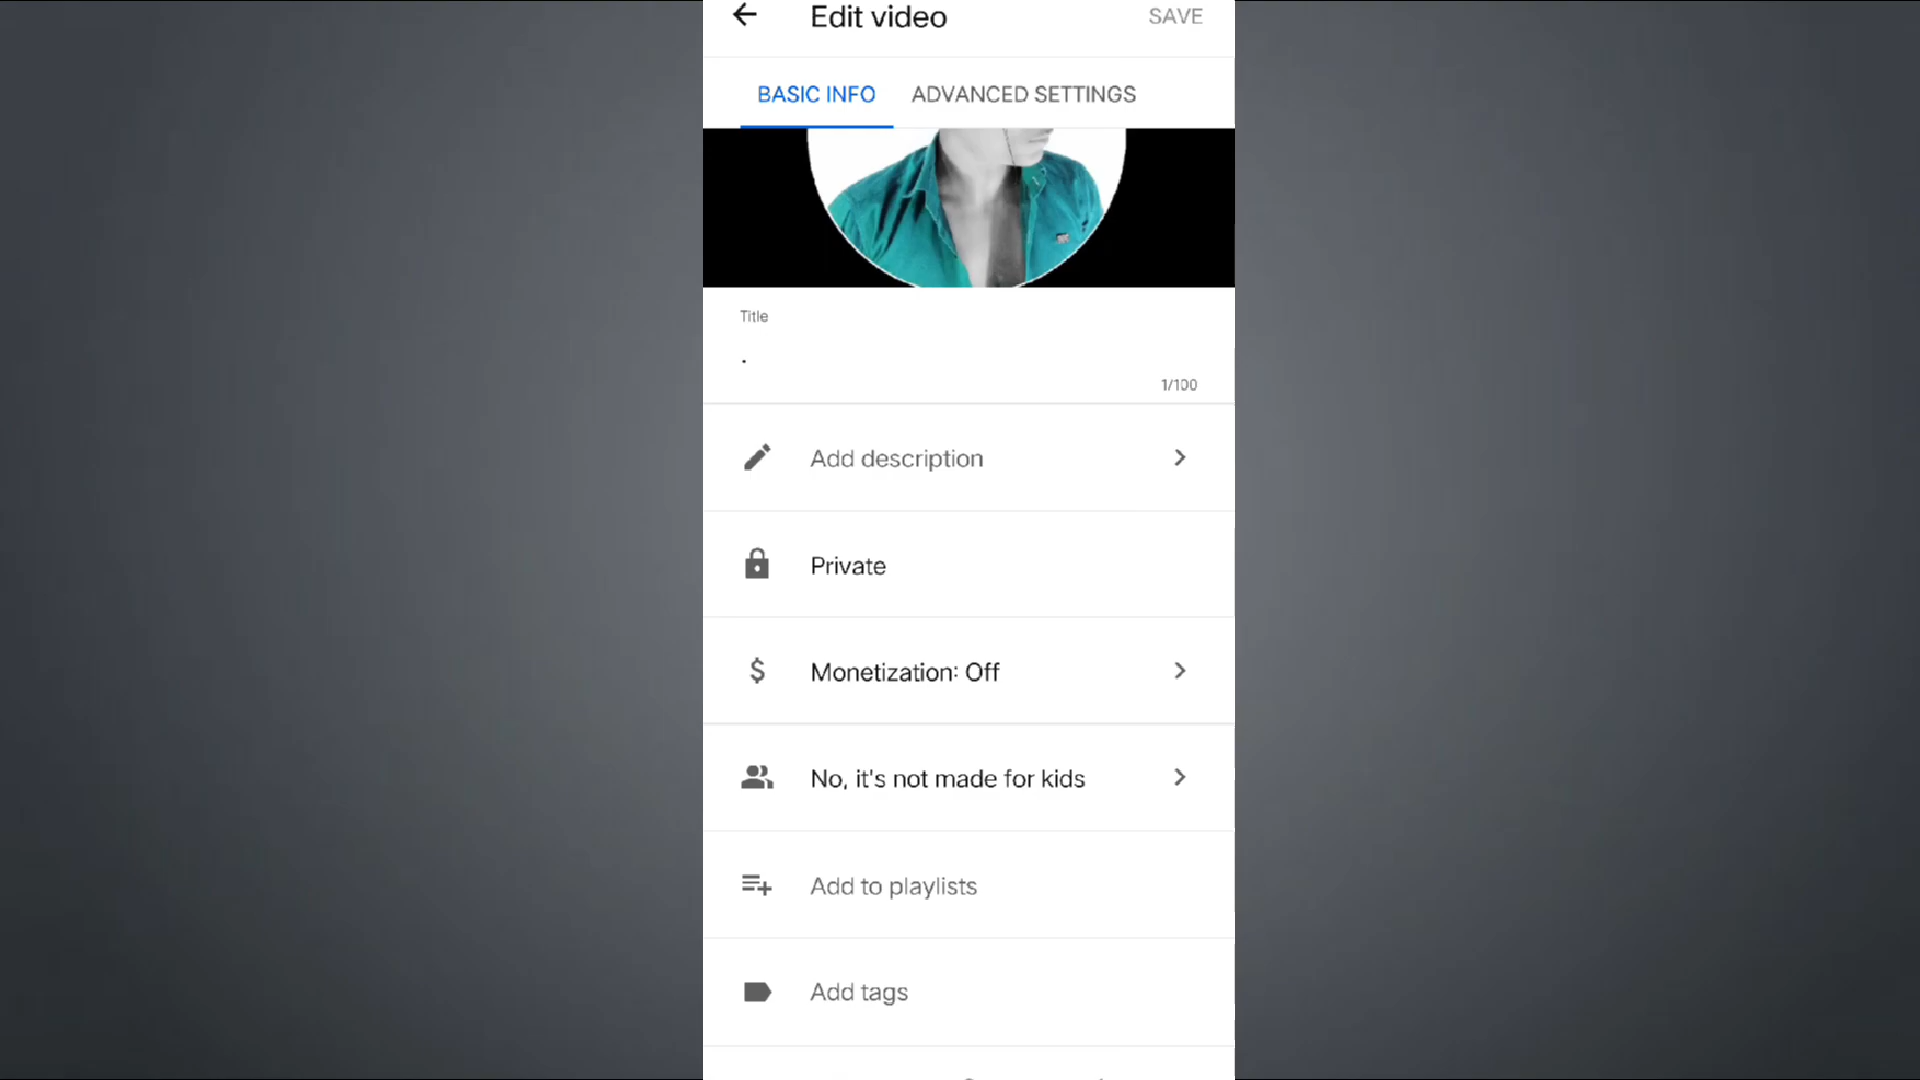 Edit video
SAVE
BASIC INFO
ADVANCED SETTINGS
Title
.
1/100
Add description
Private
Monetization: Off
No, it's not made for kids
Add to playlists
Add tags